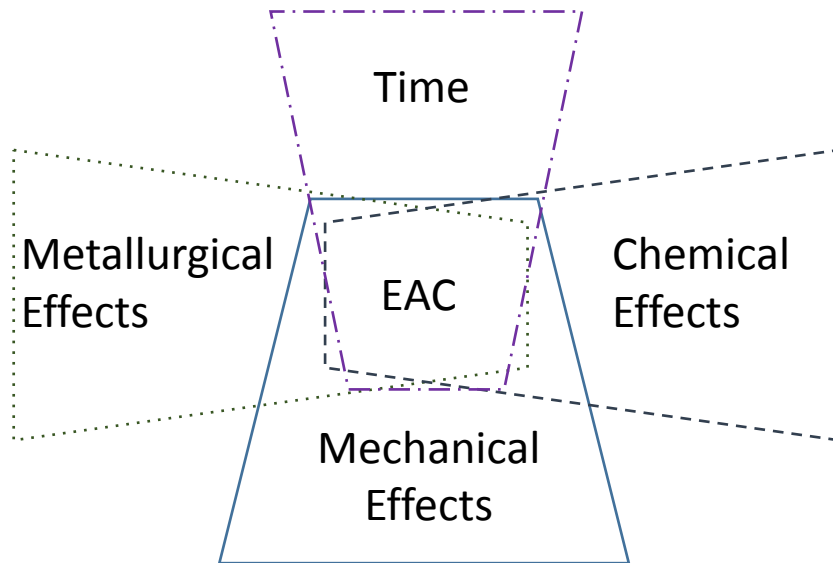 Time
Metallurgical
Effects
EAC
Chemical
Effects
Mechanical
Effects